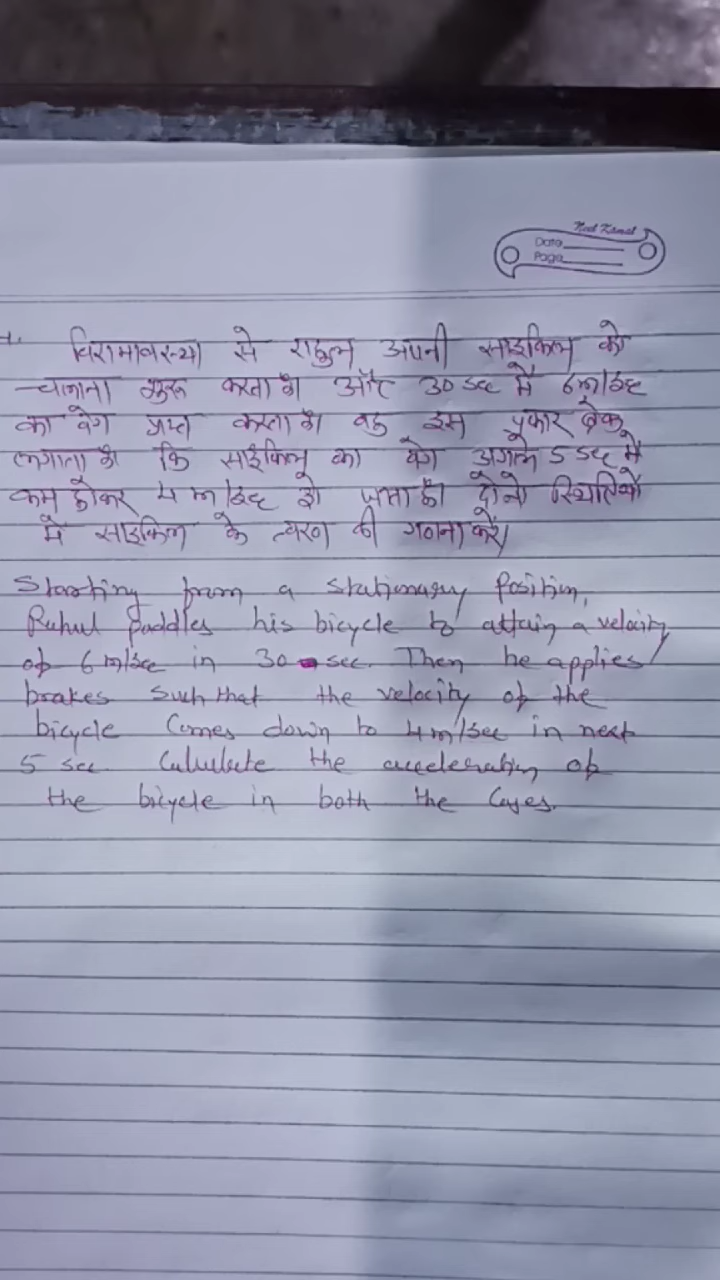 Neel Kamal
Date
Page
1. विरामावस्था से राहुल अपनी साइकिल को
चलाना शुरू करता है। और 30 sec में 6m/sec
का वेग प्राप्त करता है। वह इस प्रकार ब्रेक
लगाता है कि साइकिल का वेग अगले 5 sec में
कम होकर 4 m/sec हो जाता है। दोनो स्थितियों
में साइकिल के त्वरण की गणना करें।
Starting from a stationary Position,
Ruhul paddles his bicycle to attain a velocity
of 6 m/sec in 30 sec. Then he applies
brakes such that the velocity of the
bicycle Comes down to 4 m/sec in next
5 sec Calculate the acceleration of
the bicycle in both the Cases.